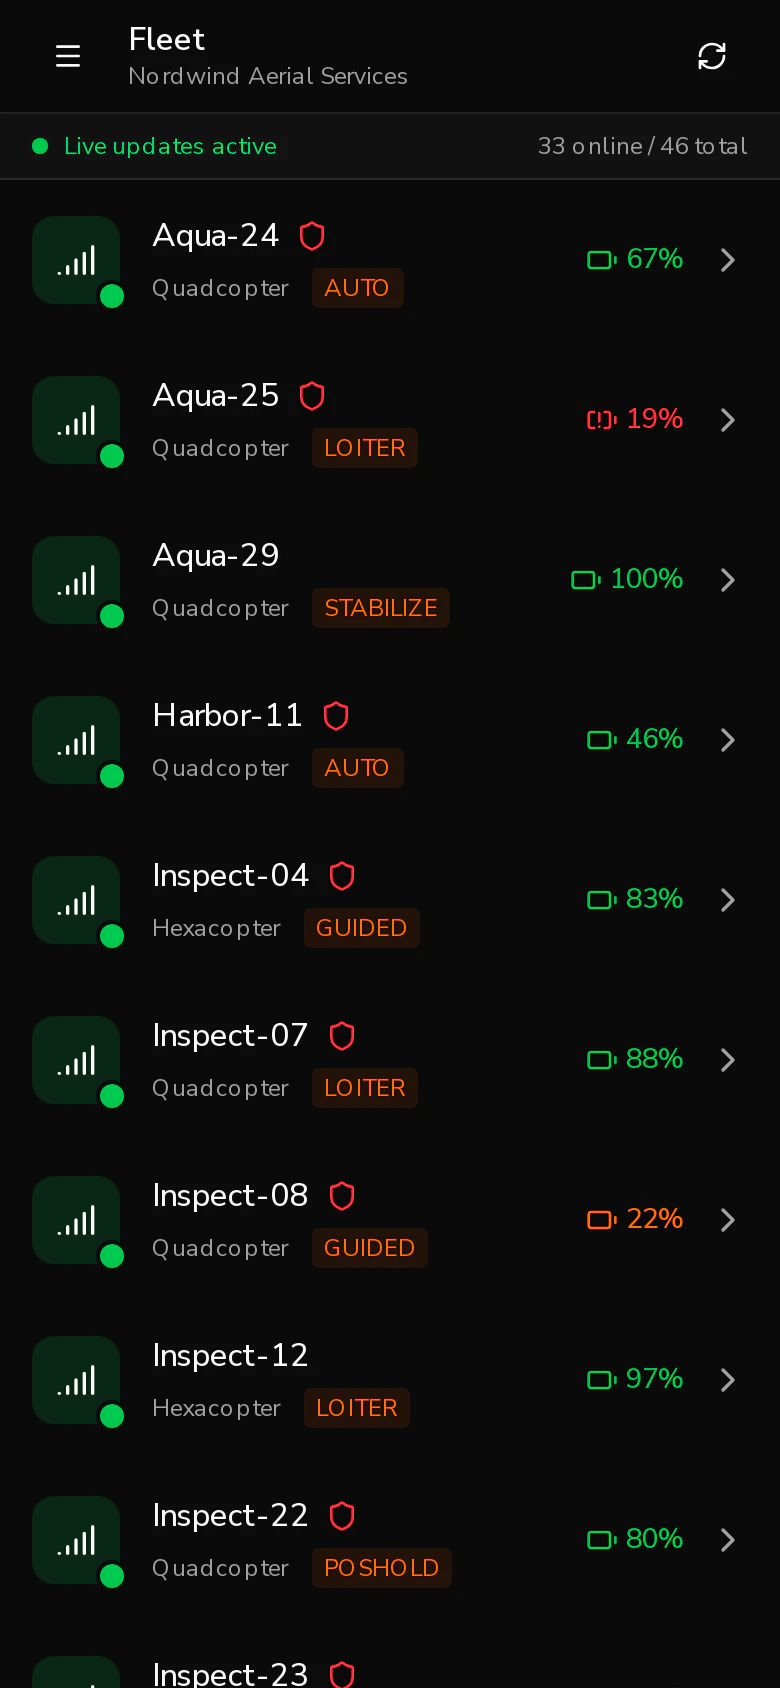 Fleet
Nordwind Aerial Services
Live updates active 33 online / 46 total
Aqua-24
Quadcopter AUTO 67%
Aqua-25
Quadcopter LOITER 19%
Aqua-29
Quadcopter STABILIZE 100%
Harbor-11
Quadcopter AUTO 46%
Inspect-04
Hexacopter GUIDED 83%
Inspect-07
Quadcopter LOITER 88%
Inspect-08
Quadcopter GUIDED 22%
Inspect-12
Hexacopter LOITER 97%
Inspect-22
Quadcopter POSHOLD 80%
Inspect-23